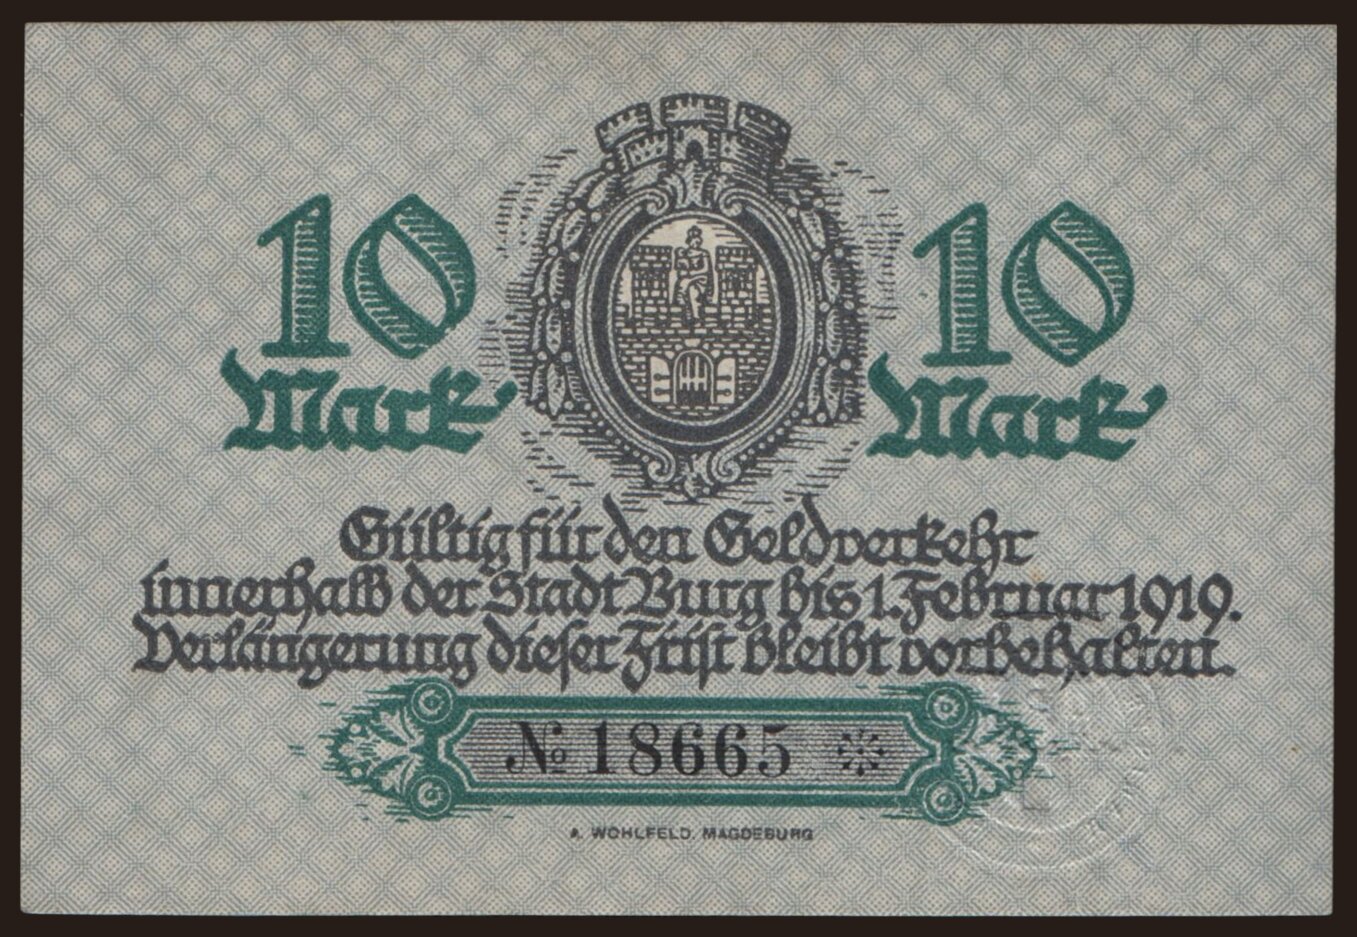 10 10
Mark Mark
Gültig für den Geldverkehr
innerhalb der Stadt Burg bis 1. Februar 1919.
Verlängerung dieser Frist bleibt vorbehalten.
№ 18665
A. WOHLFELD. MAGDEBURG